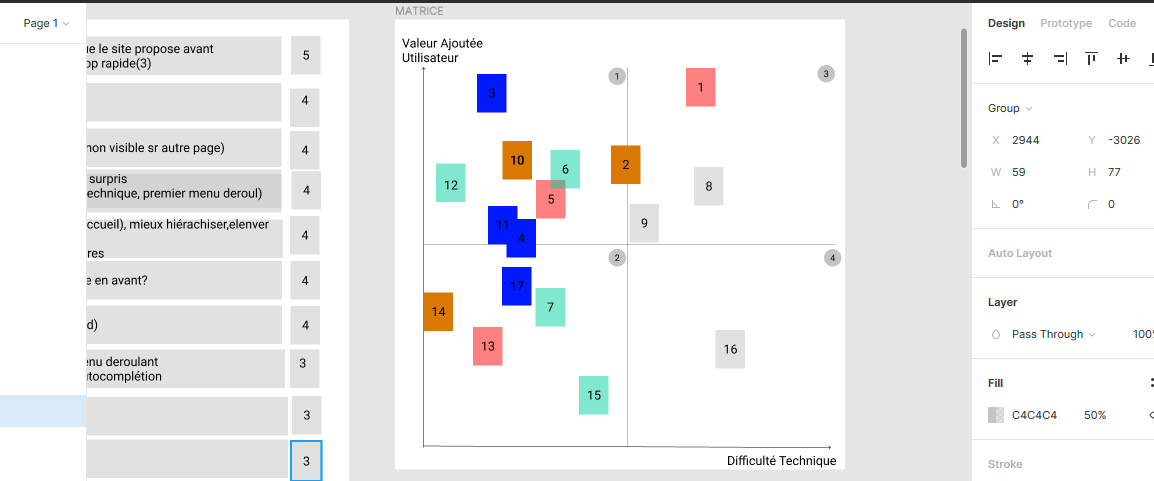 Page 1
ue le site propose avant
op rapide(3)
5
4
non visible sr autre page)
4
surpris
echnique, premier menu deroul)
4
ccueil), mieux hiérachiser,elenver
res
4
e en avant?
4
d)
4
enu deroulant
utocomplétion
3
3
3
MATRICE
Valeur Ajoutée
Utilisateur
1
3
3
1
10
6
2
12
5
8
11
4
9
2
4
17
14
7
13
16
15
Difficulté Technique
Design Prototype Code
Group
X 2944 Y -3026
W 59 H 77
0° 0
Auto Layout
Layer
Pass Through 100%
Fill
C4C4C4 50%
Stroke